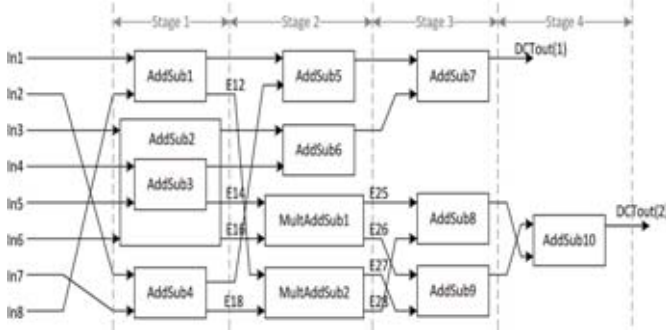 Stage 1 Stage 2 Stage 3 Stage 4
In1
In2
In3
In4
In5
In6
In7
In8
AddSub1
AddSub2
AddSub3
AddSub4
E12
E14
E16
E18
AddSub5
AddSub6
MultAddSub1
MultAddSub2
E25
E26
E27
E28
AddSub7
AddSub8
AddSub9
DCTout(1)
AddSub10
DCTout(2)